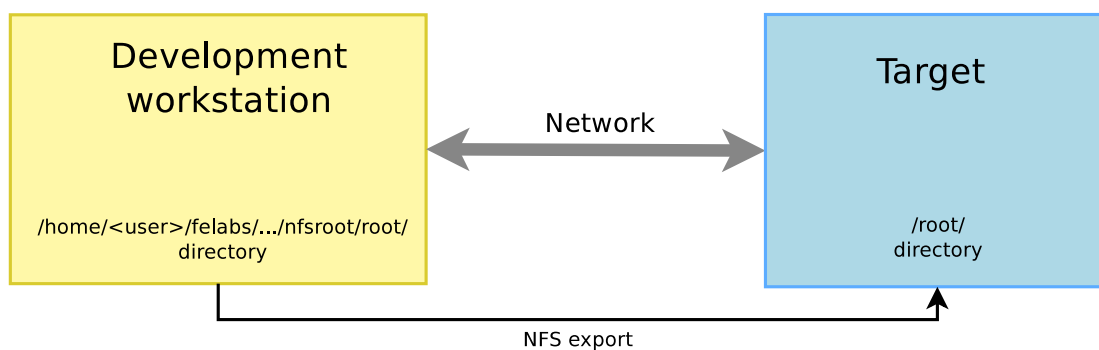 Development
workstation
/home/<user>/felabs/.../nfsroot/root/
directory
Network
Target
/root/
directory
NFS export